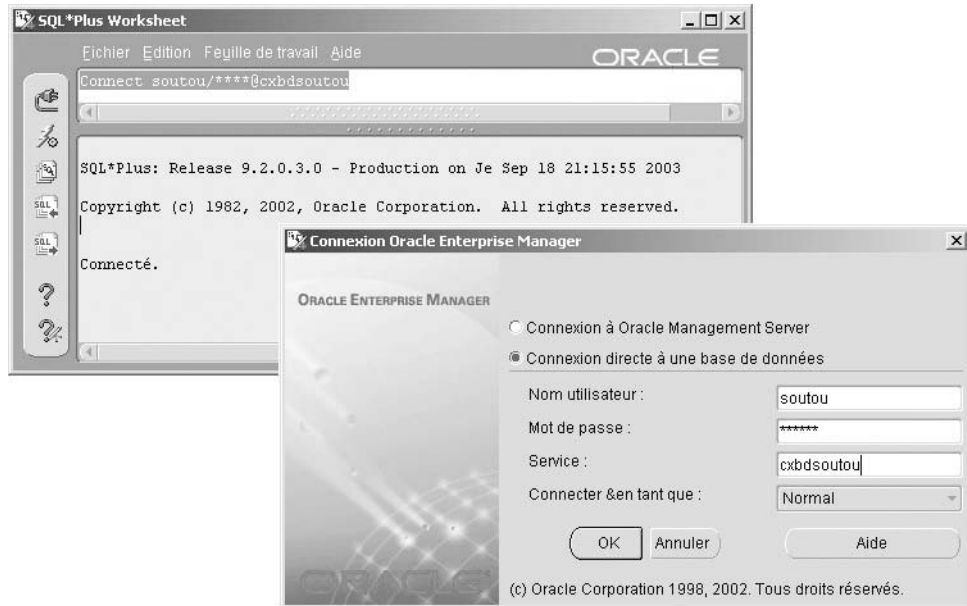 SQL*Plus Worksheet
Fichier Edition Feuille de travail Aide
ORACLE
Connect soutou/****@cxbdsoutou
SQL*Plus: Release 9.2.0.3.0 - Production on Je Sep 18 21:15:55 2003
Copyright (c) 1982, 2002, Oracle Corporation. All rights reserved.
Connecté.
SQL
SQL
Connexion Oracle Enterprise Manager
ORACLE ENTERPRISE MANAGER
Connexion à Oracle Management Server
Connexion directe à une base de données
Nom utilisateur : soutou
Mot de passe : ******
Service : cxbdsoutou
Connecter &en tant que : Normal
OK Annuler Aide
ORACLE
(c) Oracle Corporation 1998, 2002. Tous droits réservés.